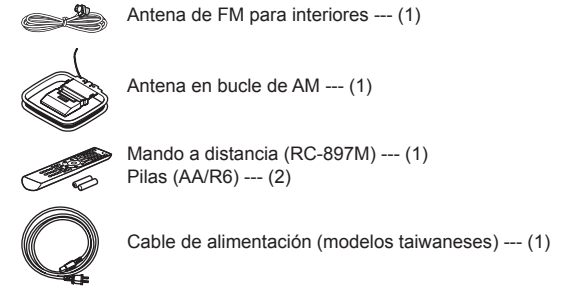 Antena de FM para interiores --- (1)
Antena en bucle de AM --- (1)
Mando a distancia (RC-897M) --- (1)
Pilas (AA/R6) --- (2)
Cable de alimentación (modelos taiwaneses) --- (1)